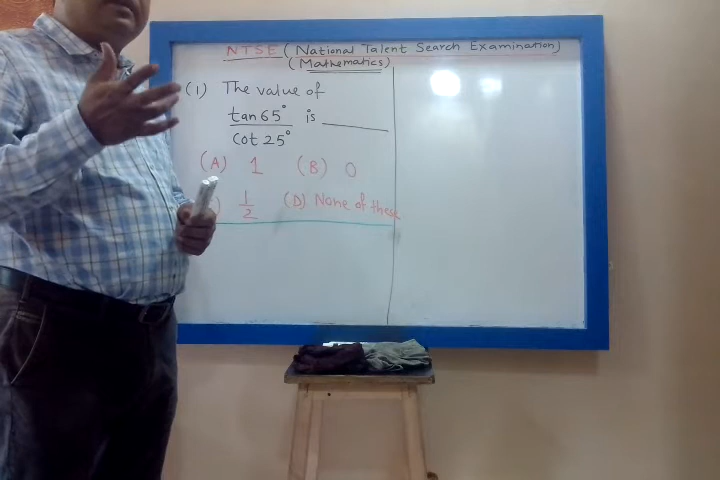 NTSE (National Talent Search Examination)
(Mathematics)
(1) The value of
tan 65° is ______
cot 25°
(A) 1 (B) 0
) 1/2 (D) None of these